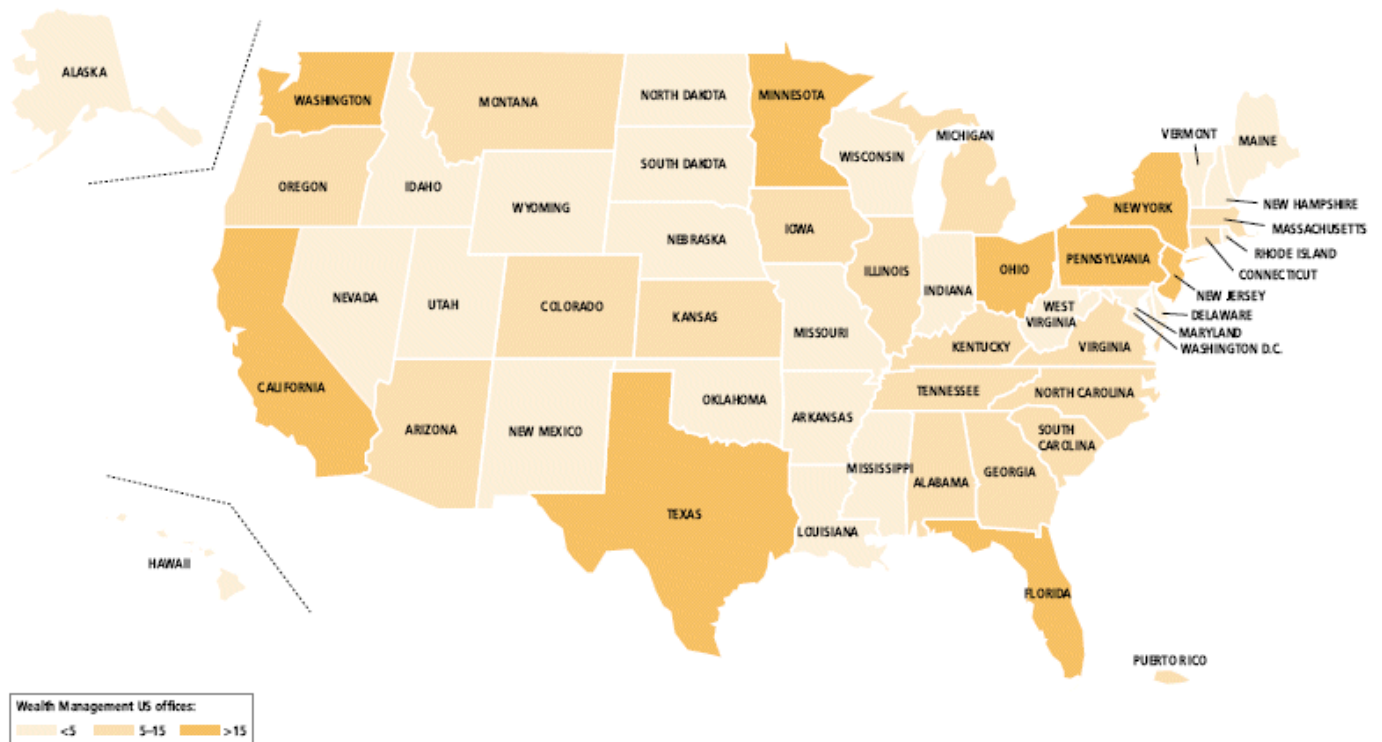 ALASKA
WASHINGTON
MONTANA
NORTH DAKOTA
MINNESOTA
MICHIGAN
VERMONT
MAINE
WISCONSIN
SOUTH DAKOTA
OREGON
IDAHO
WYOMING
NEW YORK
NEW HAMPSHIRE
MASSACHUSETTS
RHODE ISLAND
CONNECTICUT
IOWA
NEBRASKA
PENNSYLVANIA
OHIO
ILLINOIS
INDIANA
NEW JERSEY
DELAWARE
MARYLAND
WASHINGTON D.C.
NEVADA
UTAH
COLORADO
KANSAS
MISSOURI
WEST
VIRGINIA
KENTUCKY
VIRGINIA
CALIFORNIA
ARIZONA
NEW MEXICO
OKLAHOMA
ARKANSAS
TENNESSEE
NORTH CAROLINA
SOUTH
CAROLINA
MISSISSIPPI
ALABAMA
GEORGIA
TEXAS
LOUISIANA
HAWAII
FLORIDA
PUERTO RICO
Wealth Management US offices:
<5 5–15 >15